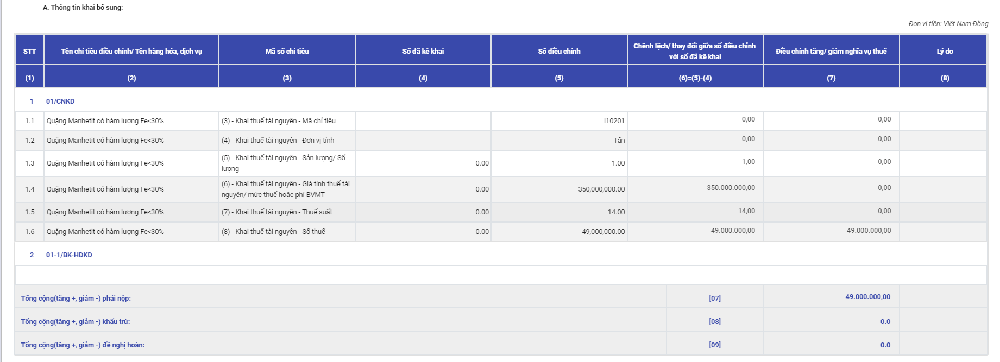 A. Thông tin khai bổ sung:
Đơn vị tiền: Việt Nam Đồng
STT Tên chỉ tiêu điều chỉnh/ Tên hàng hóa, dịch vụ Mã số chỉ tiêu Số đã kê khai Số điều chỉnh Chênh lệch/ thay đổi giữa số điều chỉnh với số đã kê khai Điều chỉnh tăng/ giảm nghĩa vụ thuế Lý do
(1) (2) (3) (4) (5) (6)=(5)-(4) (7) (8)
1 01/CNKD
1.1 Quặng Manhetit có hàm lượng Fe<30% (3) - Khai thuế tài nguyên - Mã chỉ tiêu I10201 0,00 0,00
1.2 Quặng Manhetit có hàm lượng Fe<30% (4) - Khai thuế tài nguyên - Đơn vị tính Tấn 0,00 0,00
1.3 Quặng Manhetit có hàm lượng Fe<30% (5) - Khai thuế tài nguyên - Sản lượng/ Số lượng 0.00 1.00 1,00 0,00
1.4 Quặng Manhetit có hàm lượng Fe<30% (6) - Khai thuế tài nguyên - Giá tính thuế tài nguyên/ mức thuế hoặc phí BVMT 0.00 350,000,000.00 350.000.000,00 0,00
1.5 Quặng Manhetit có hàm lượng Fe<30% (7) - Khai thuế tài nguyên - Thuế suất 0.00 14.00 14,00 0,00
1.6 Quặng Manhetit có hàm lượng Fe<30% (8) - Khai thuế tài nguyên - Số thuế 0.00 49,000,000.00 49.000.000,00 49.000.000,00
2 01-1/BK-HĐKD
Tổng cộng(tăng +, giảm -) phải nộp: [07] 49.000.000,00
Tổng cộng(tăng +, giảm -) khấu trừ: [08] 0.0
Tổng cộng(tăng +, giảm -) đề nghị hoàn: [09] 0.0